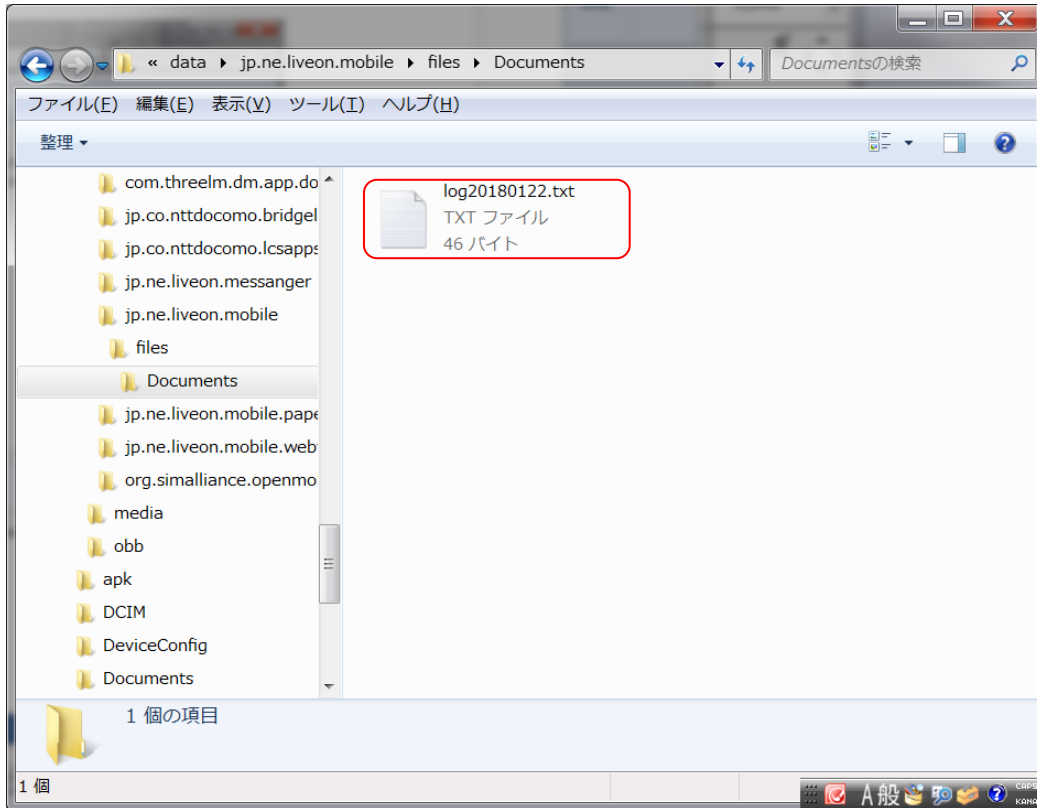 « data ▸ jp.ne.liveon.mobile ▸ files ▸ Documents
Documentsの検索
ファイル(F) 編集(E) 表示(V) ツール(T) ヘルプ(H)
整理
com.threelm.dm.app.do
jp.co.nttdocomo.bridgel
jp.co.nttdocomo.lcsapps
jp.ne.liveon.messanger
jp.ne.liveon.mobile
files
Documents
jp.ne.liveon.mobile.pape
jp.ne.liveon.mobile.web
org.simalliance.openmo
media
obb
apk
DCIM
DeviceConfig
Documents
log20180122.txt
TXT ファイル
46 バイト
1 個の項目
1 個
A 般
CAPS
KANA